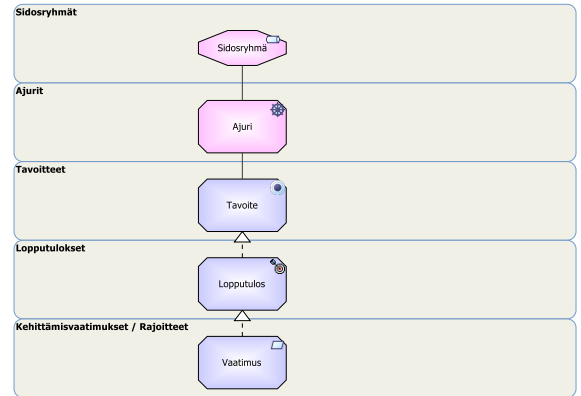 Sidosryhmät
Sidosryhmä
Ajurit
Ajuri
Tavoitteet
Tavoite
Lopputulokset
Lopputulos
Kehittämisvaatimukset / Rajoitteet
Vaatimus